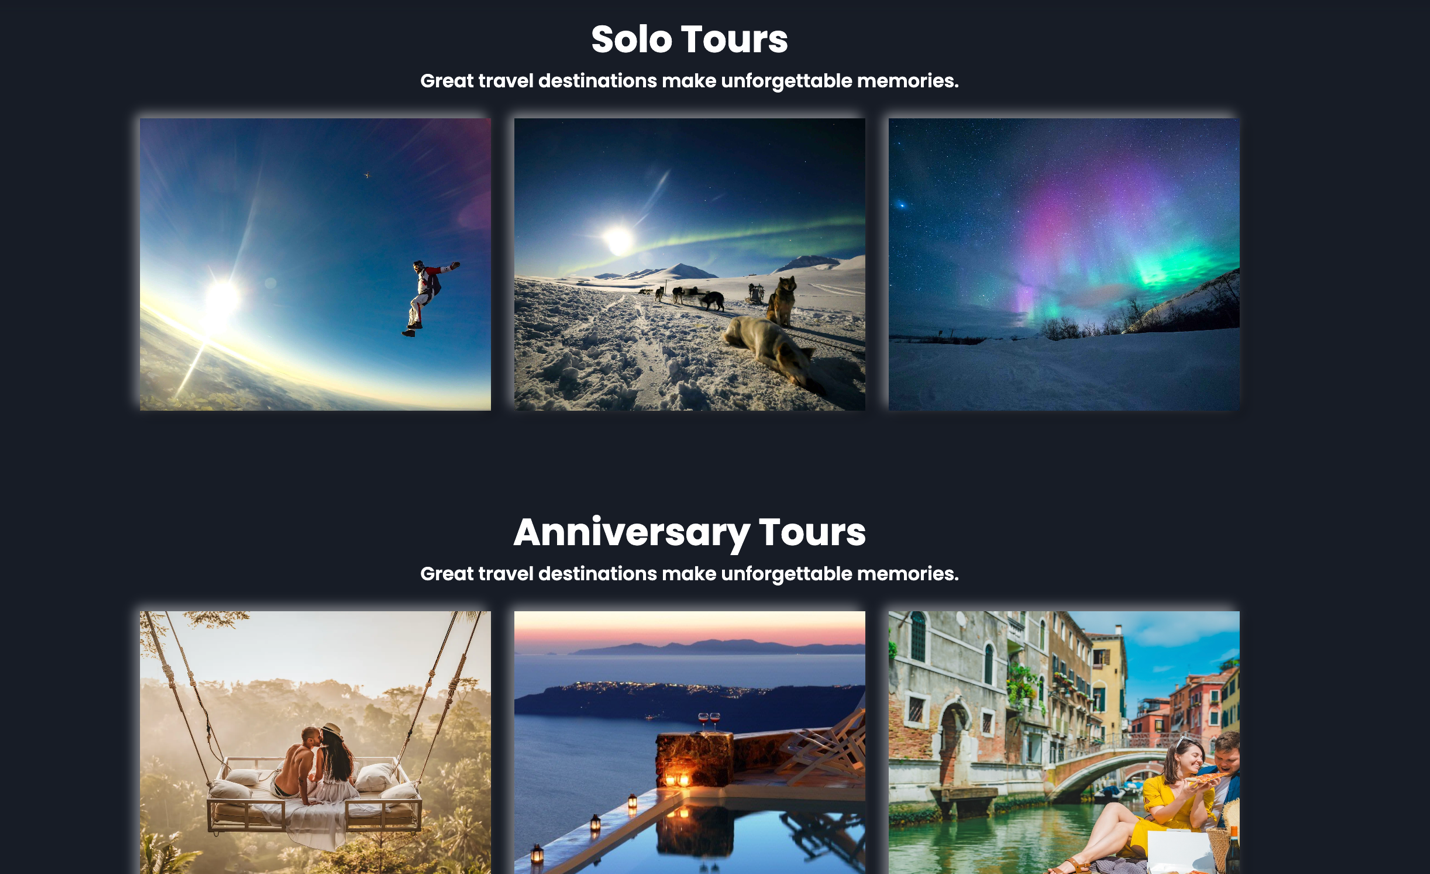 Solo Tours
Great travel destinations make unforgettable memories.
Anniversary Tours
Great travel destinations make unforgettable memories.